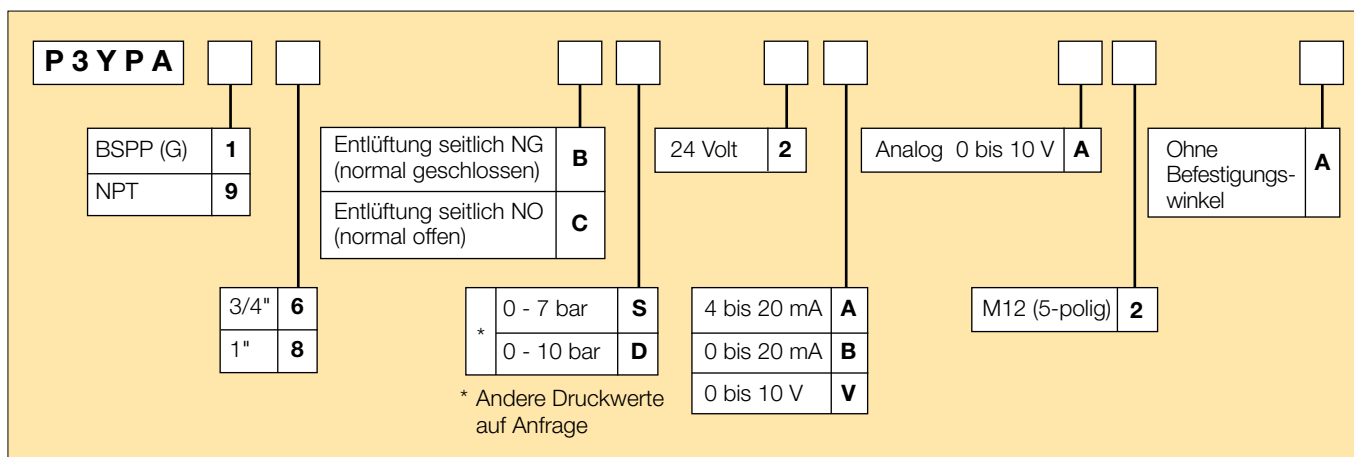 P3YPA
BSPP (G) 1
NPT 9
3/4" 6
1" 8
Entlüftung seitlich NG
(normal geschlossen) B
Entlüftung seitlich NO
(normal offen) C
* 0 - 7 bar S
0 - 10 bar D
* Andere Druckwerte
auf Anfrage
24 Volt 2
4 bis 20 mA A
0 bis 20 mA B
0 bis 10 V V
Analog 0 bis 10 V A
M12 (5-polig) 2
Ohne
Befestigungs-
winkel A